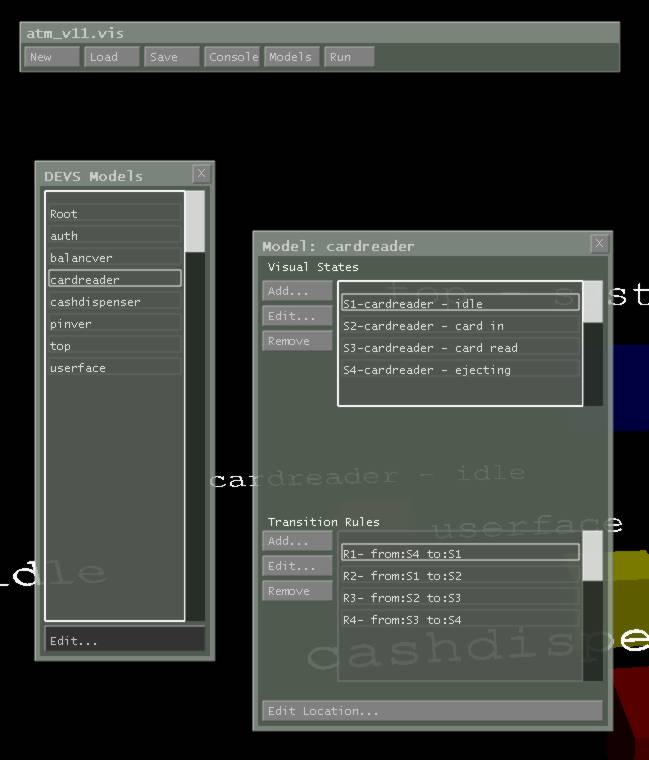 atm_v11.vis
New Load Save Console Models Run
DEVS Models X
Root
auth
balancver
cardreader
cashdispenser
pinver
top
userface
Edit...
Model: cardreader X
Visual States
Add...
Edit...
Remove
S1-cardreader - idle
S2-cardreader - card in
S3-cardreader - card read
S4-cardreader - ejecting
top - syst
cardreader - idle
Transition Rules
Add...
Edit...
Remove
R1- from:S4 to:S1
R2- from:S1 to:S2
R3- from:S2 to:S3
R4- from:S3 to:S4
userface
idle
cashdispe
Edit Location...